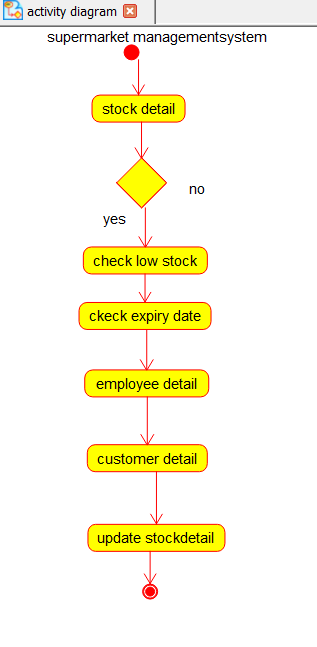 activity diagram
supermarket managementsystem
stock detail
no
yes
check low stock
ckeck expiry date
employee detail
customer detail
update stockdetail